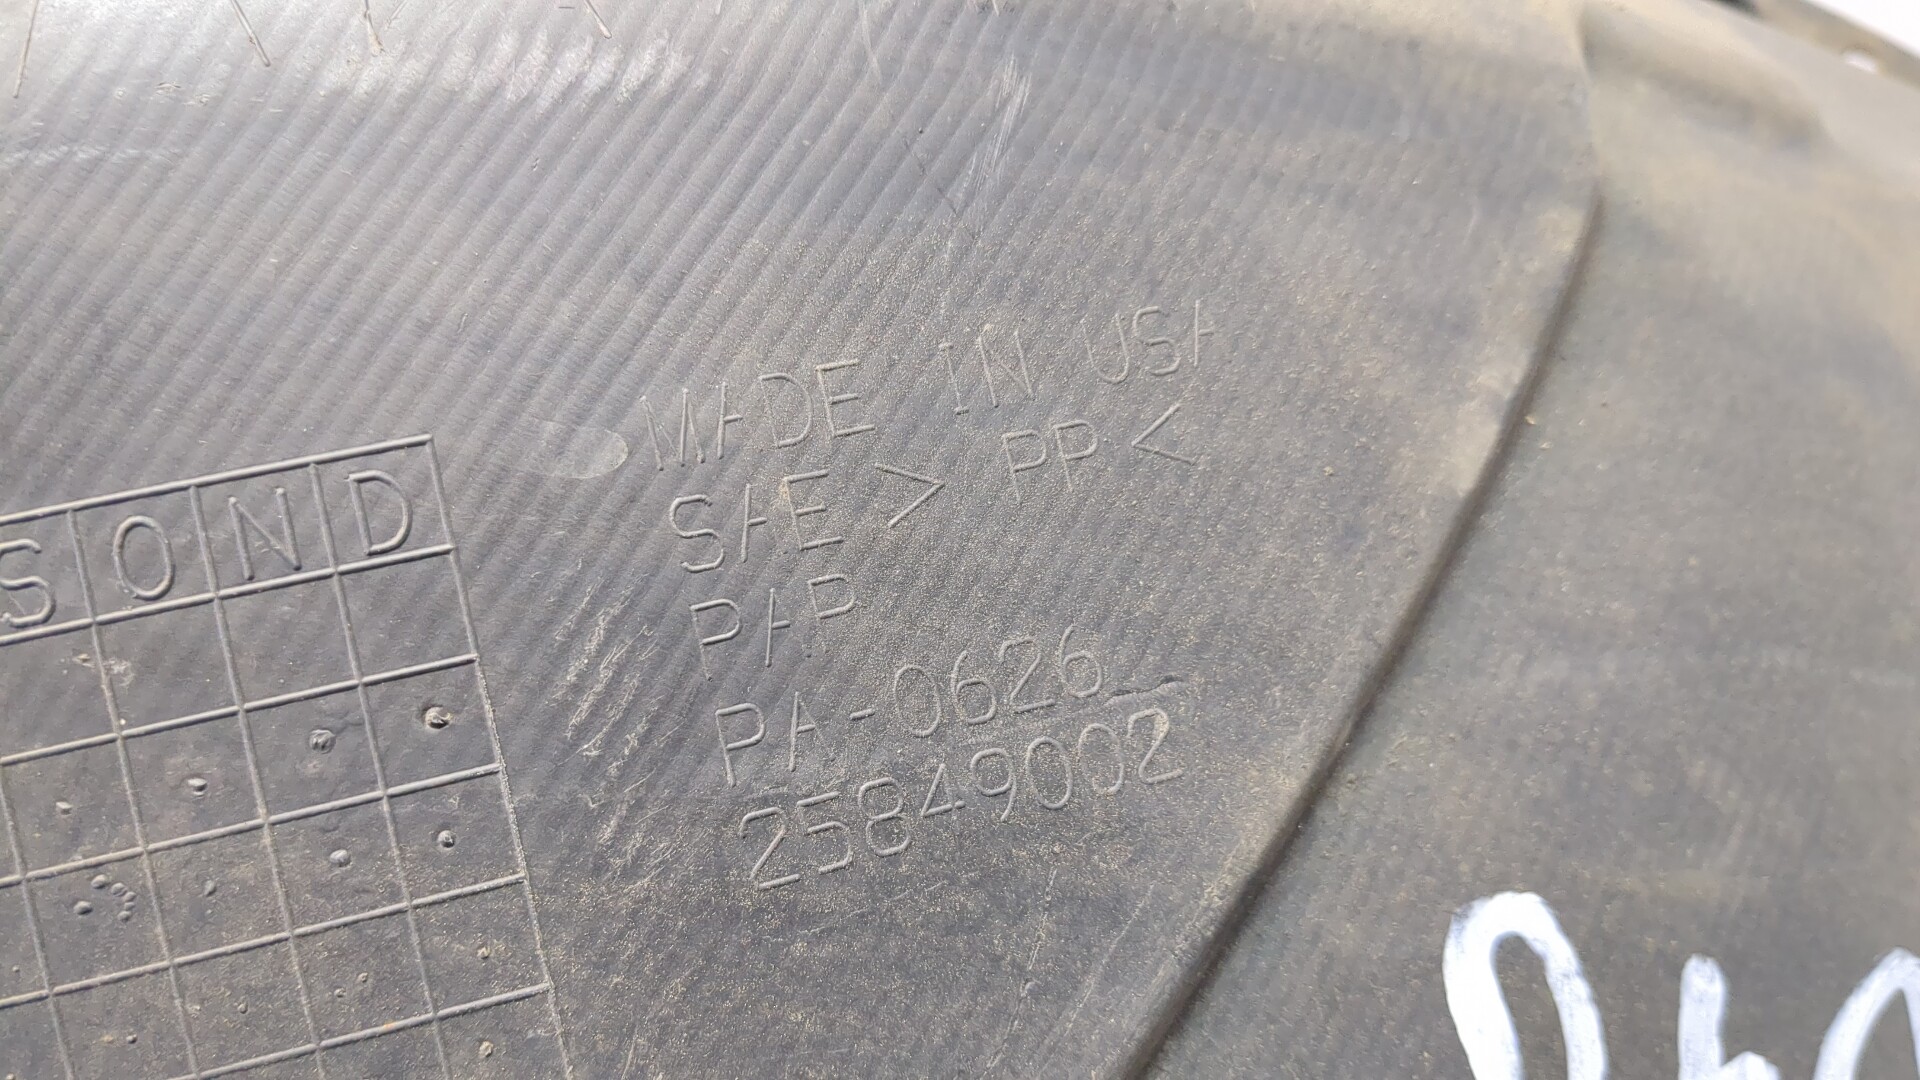 MADE IN USA
SAE > PP <
PAP
PA-0626
25849002
S O N D